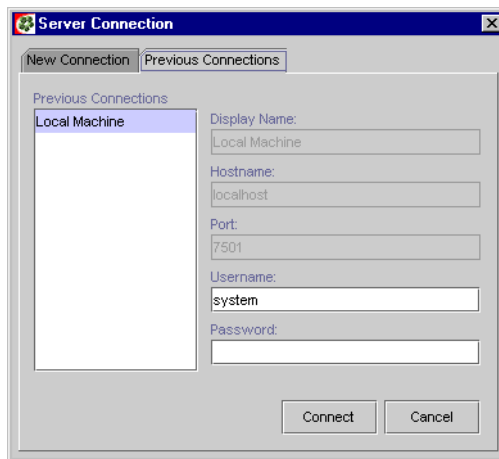 Server Connection
New Connection
Previous Connections
Previous Connections
Local Machine
Display Name:
Local Machine
Hostname:
localhost
Port:
7501
Username:
system
Password:
Connect
Cancel